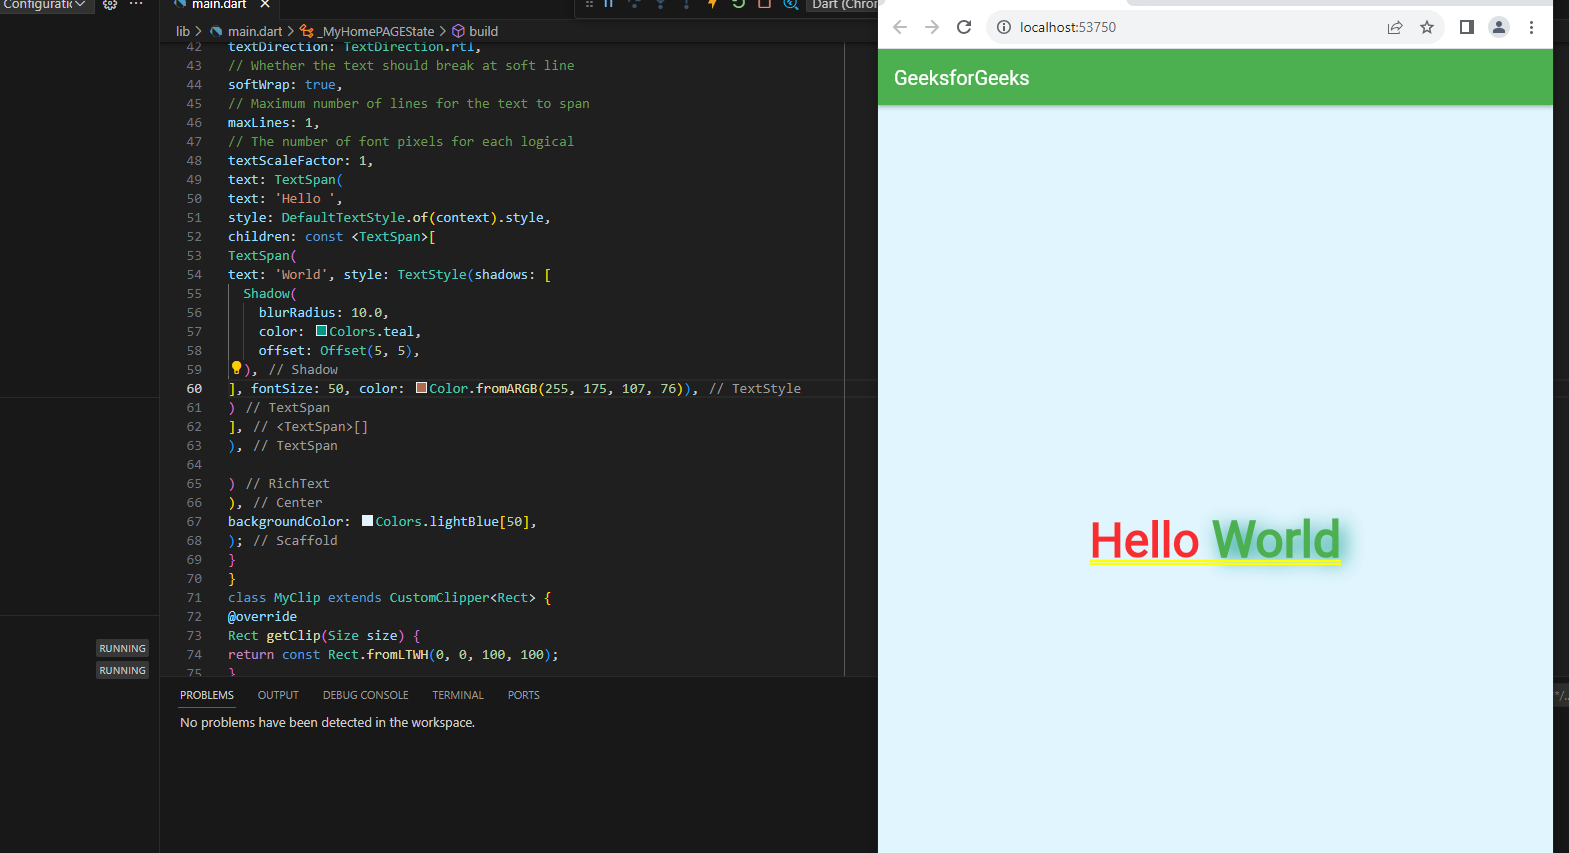 Configuratic
main.dart
Dart (Chron
lib > main.dart > _MyHomePAGEState > build
42 textDirection: TextDirection.rtl,
43 // Whether the text should break at soft line
44 softWrap: true,
45 // Maximum number of lines for the text to span
46 maxLines: 1,
47 // The number of font pixels for each logical
48 textScaleFactor: 1,
49 text: TextSpan(
50 text: 'Hello ',
51 style: DefaultTextStyle.of(context).style,
52 children: const <TextSpan>[
53 TextSpan(
54 text: 'World', style: TextStyle(shadows: [
55 Shadow(
56 blurRadius: 10.0,
57 color: Colors.teal,
58 offset: Offset(5, 5),
59 ), // Shadow
60 ], fontSize: 50, color: Color.fromARGB(255, 175, 107, 76)), // TextStyle
61 ) // TextSpan
62 ], // <TextSpan>[]
63 ), // TextSpan
64
65 ) // RichText
66 ), // Center
67 backgroundColor: Colors.lightBlue[50],
68 ); // Scaffold
69 }
70 }
71 class MyClip extends CustomClipper<Rect> {
72 @override
73 Rect getClip(Size size) {
74 return const Rect.fromLTWH(0, 0, 100, 100);
75 }
RUNNING
RUNNING
PROBLEMS OUTPUT DEBUG CONSOLE TERMINAL PORTS
No problems have been detected in the workspace.
localhost:53750
GeeksforGeeks
Hello World